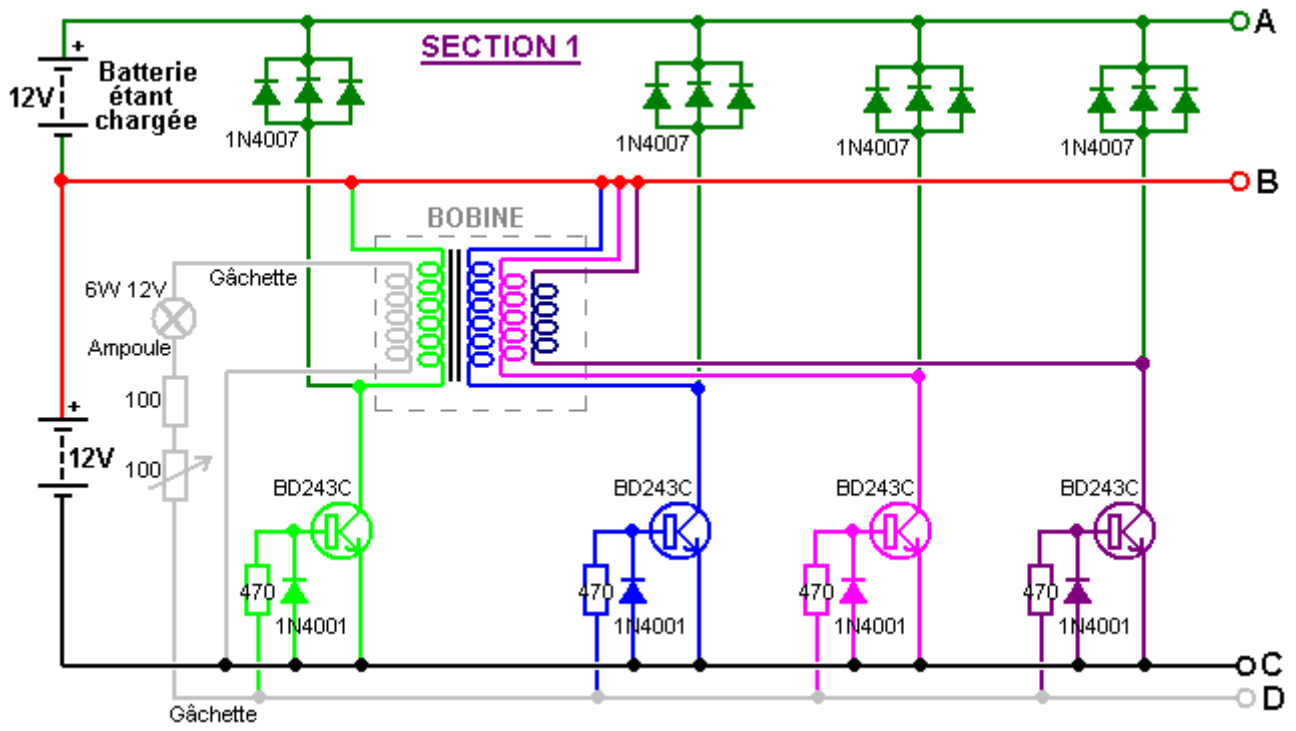 A
SECTION 1
+
Batterie
12V
étant
chargée
1N4007
1N4007
1N4007
1N4007
B
BOBINE
Gâchette
6W 12V
Ampoule
100
+
12V
100
BD243C
BD243C
BD243C
BD243C
470
470
470
470
1N4001
1N4001
1N4001
1N4001
C
D
Gâchette